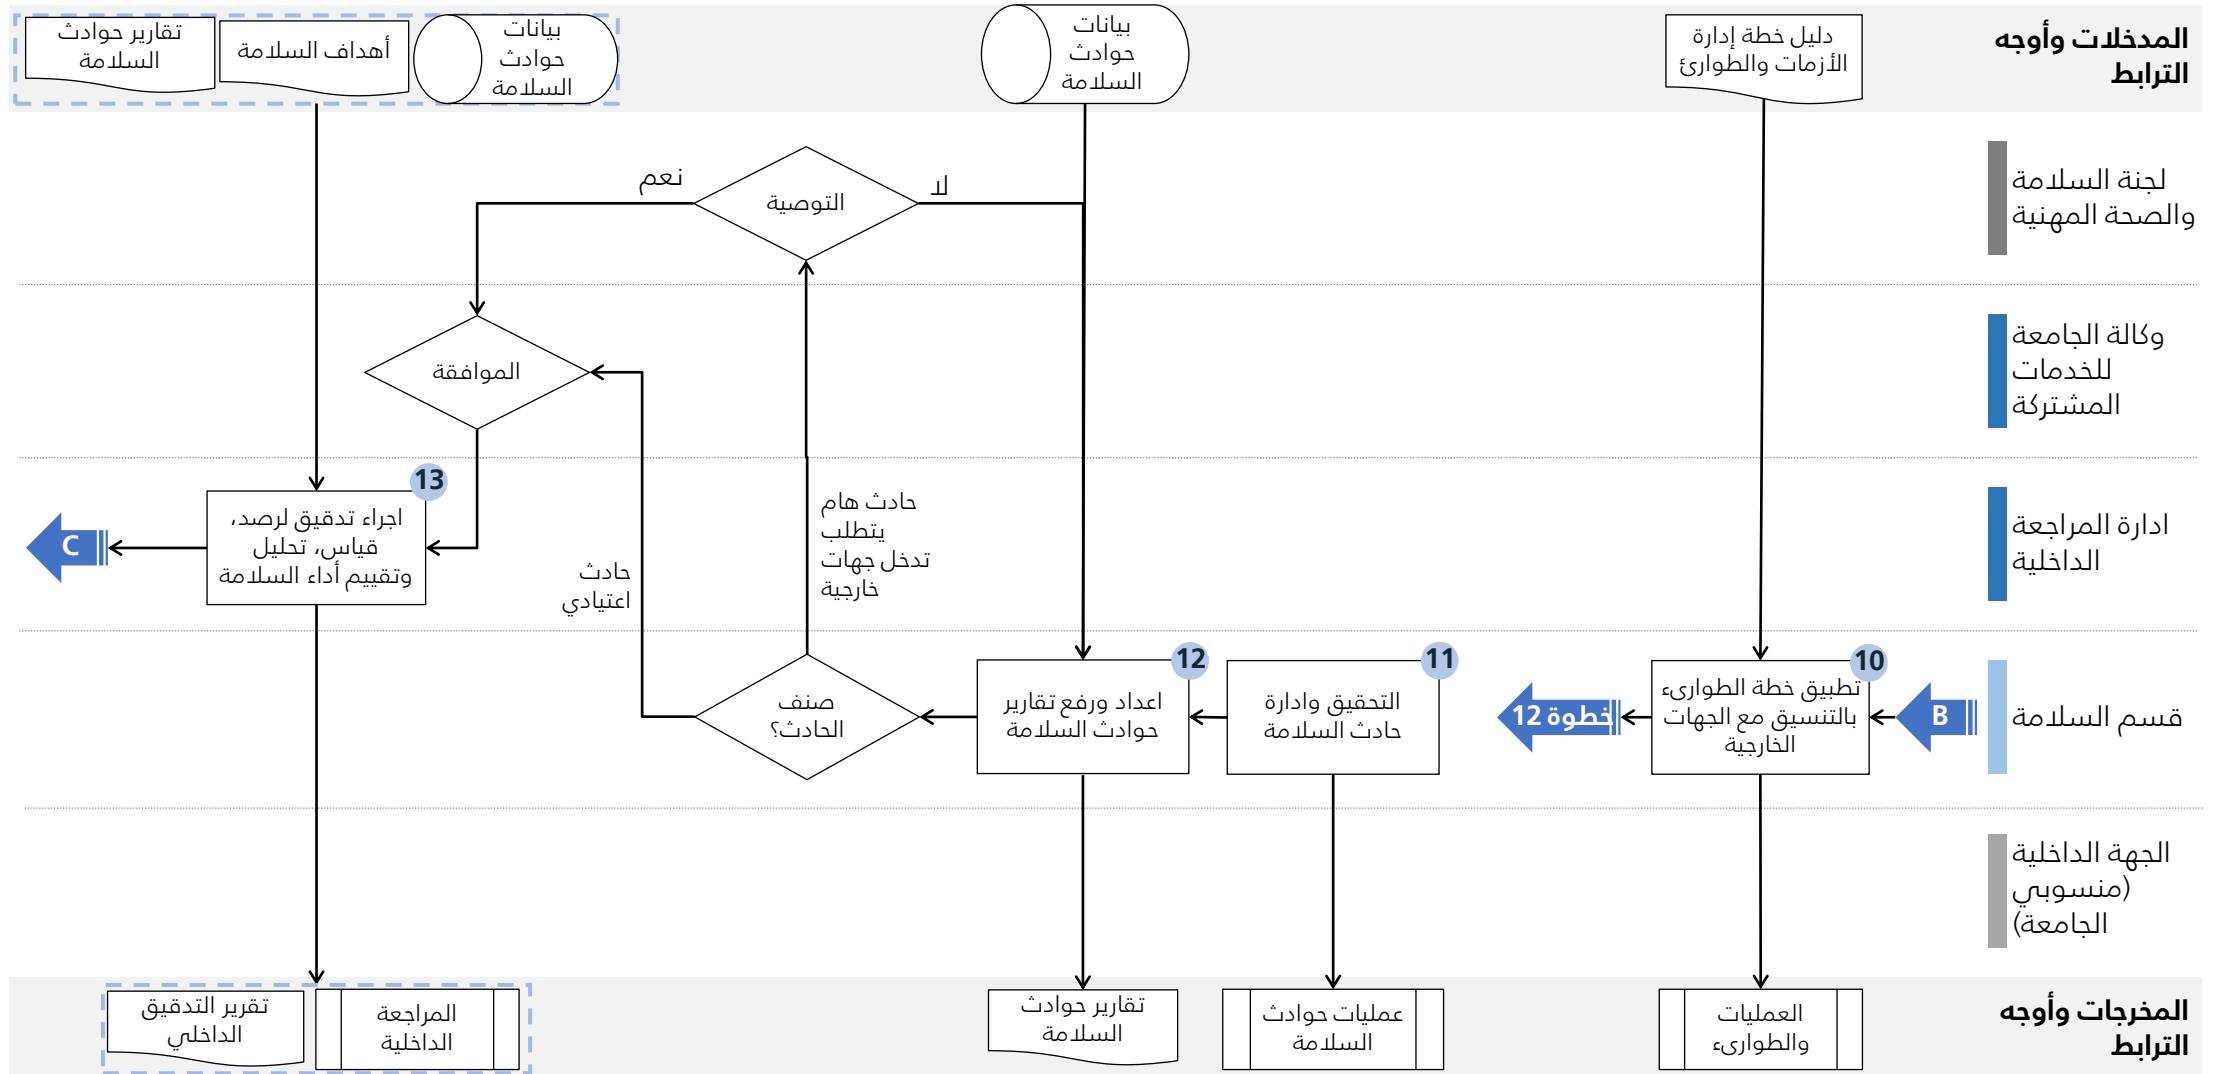 المدخلات وأوجه
الترابط
دليل خطة إدارة
الأزمات والطوارئ
بيانات
حوادث
السلامة
بيانات
حوادث
السلامة
أهداف السلامة
تقارير حوادث
السلامة
لجنة السلامة
والصحة المهنية
لا
التوصية
نعم
وكالة الجامعة
للخدمات
المشتركة
الموافقة
ادارة المراجعة
الداخلية
حادث هام
يتطلب
تدخل جهات
خارجية
حادث
اعتيادي
13
اجراء تدقيق لرصد،
قياس، تحليل
وتقييم أداء السلامة
C
قسم السلامة
B
10
تطبيق خطة الطوارىء
بالتنسيق مع الجهات
الخارجية
خطوة 12
11
التحقيق وادارة
حادث السلامة
12
اعداد ورفع تقارير
حوادث السلامة
صنف
الحادث؟
الجهة الداخلية
(منسوبي
الجامعة)
المخرجات وأوجه
الترابط
العمليات
والطوارىء
عمليات حوادث
السلامة
تقارير حوادث
السلامة
المراجعة
الداخلية
تقرير التدقيق
الداخلي